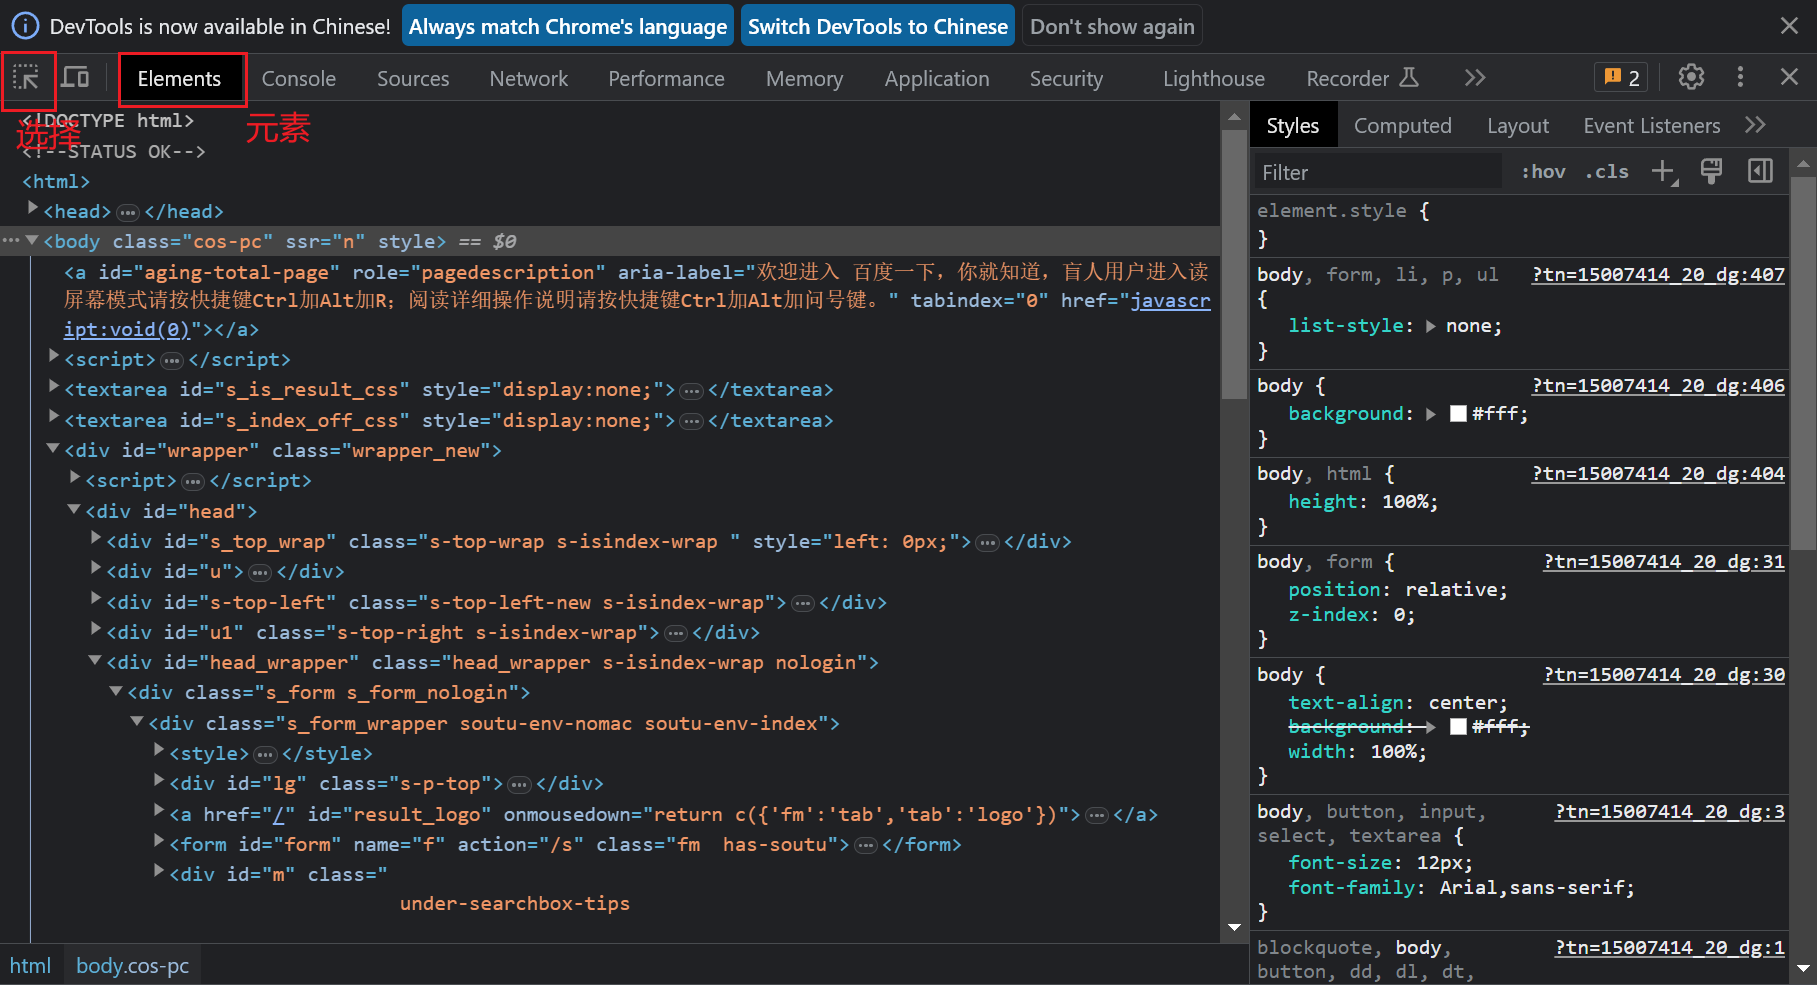 DevTools is now available in Chinese! Always match Chrome's language Switch DevTools to Chinese Don't show again
Elements Console Sources Network Performance Memory Application Security Lighthouse Recorder 2
选择
元素
<!DOCTYPE html>
<!--STATUS OK-->
<html>
<head>…</head>
<body class="cos-pc" ssr="n" style> == $0
<a id="aging-total-page" role="pagedescription" aria-label="欢迎进入 百度一下，你就知道，盲人用户进入读
屏幕模式请按快捷键Ctrl加Alt加R；阅读详细操作说明请按快捷键Ctrl加Alt加问号键。" tabindex="0" href="javascr
ipt:void(0)"></a>
<script>…</script>
<textarea id="s_is_result_css" style="display:none;">…</textarea>
<textarea id="s_index_off_css" style="display:none;">…</textarea>
<div id="wrapper" class="wrapper_new">
<script>…</script>
<div id="head">
<div id="s_top_wrap" class="s-top-wrap s-isindex-wrap " style="left: 0px;">…</div>
<div id="u">…</div>
<div id="s-top-left" class="s-top-left-new s-isindex-wrap">…</div>
<div id="u1" class="s-top-right s-isindex-wrap">…</div>
<div id="head_wrapper" class="head_wrapper s-isindex-wrap nologin">
<div class="s_form s_form_nologin">
<div class="s_form_wrapper soutu-env-nomac soutu-env-index">
<style>…</style>
<div id="lg" class="s-p-top">…</div>
<a href="/" id="result_logo" onmousedown="return c({'fm':'tab','tab':'logo'})">…</a>
<form id="form" name="f" action="/s" class="fm  has-soutu">…</form>
<div id="m" class="
under-searchbox-tips
html body.cos-pc
Styles Computed Layout Event Listeners
Filter :hov .cls
element.style {
}
body, form, li, p, ul ?tn=15007414_20_dg:407
{
list-style: none;
}
body { ?tn=15007414_20_dg:406
background: #fff;
}
body, html { ?tn=15007414_20_dg:404
height: 100%;
}
body, form { ?tn=15007414_20_dg:31
position: relative;
z-index: 0;
}
body { ?tn=15007414_20_dg:30
text-align: center;
background: #fff;
width: 100%;
}
body, button, input, ?tn=15007414_20_dg:3
select, textarea {
font-size: 12px;
font-family: Arial,sans-serif;
}
blockquote, body, ?tn=15007414_20_dg:1
button, dd, dl, dt,